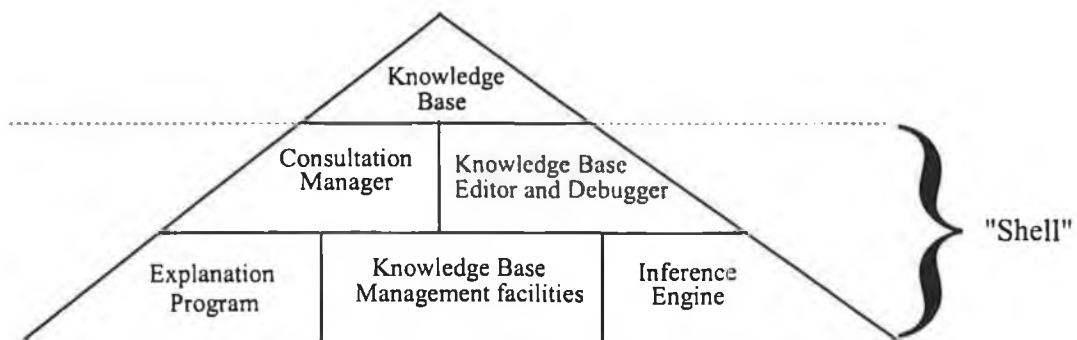 Knowledge
Base
Consultation
Manager
Knowledge Base
Editor and Debugger
"Shell"
Explanation
Program
Knowledge Base
Management facilities
Inference
Engine